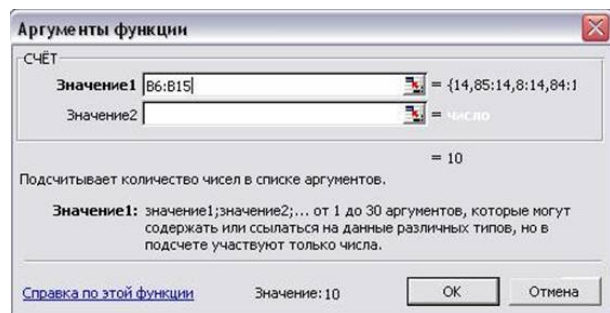 Аргументы функции
СЧЁТ
Значение1 B6:B15 = {14,85:14,8:14,84:1
Значение2 = число
= 10
Подсчитывает количество чисел в списке аргументов.
Значение1: значение1;значение2;... от 1 до 30 аргументов, которые могут
содержать или ссылаться на данные различных типов, но в
подсчете участвуют только числа.
Справка по этой функции Значение:10 ОК Отмена